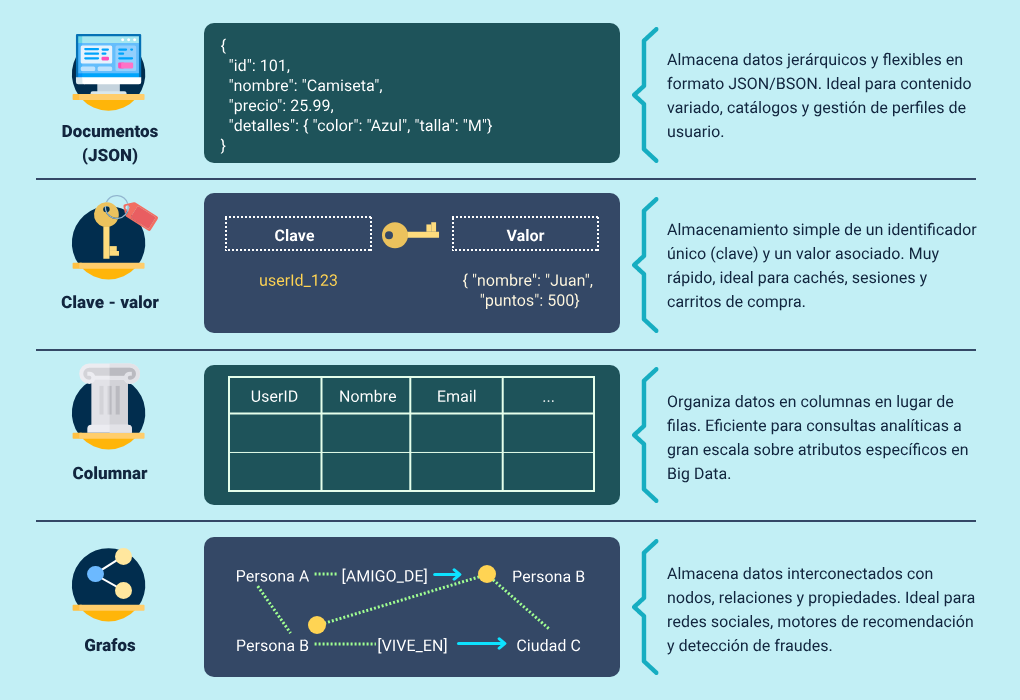 Documentos
(JSON)
{
"id": 101,
"nombre": "Camiseta",
"precio": 25.99,
"detalles": { "color": "Azul", "talla": "M"}
}
Almacena datos jerárquicos y flexibles en
formato JSON/BSON. Ideal para contenido
variado, catálogos y gestión de perfiles de
usuario.
Clave - valor
Clave
Valor
userId_123
{ "nombre": "Juan",
"puntos": 500}
Almacenamiento simple de un identificador
único (clave) y un valor asociado. Muy
rápido, ideal para cachés, sesiones y
carritos de compra.
Columnar
UserID Nombre Email ...
Organiza datos en columnas en lugar de
filas. Eficiente para consultas analíticas a
gran escala sobre atributos específicos en
Big Data.
Grafos
Persona A [AMIGO_DE] Persona B
Persona B [VIVE_EN] Ciudad C
Almacena datos interconectados con
nodos, relaciones y propiedades. Ideal para
redes sociales, motores de recomendación
y detección de fraudes.